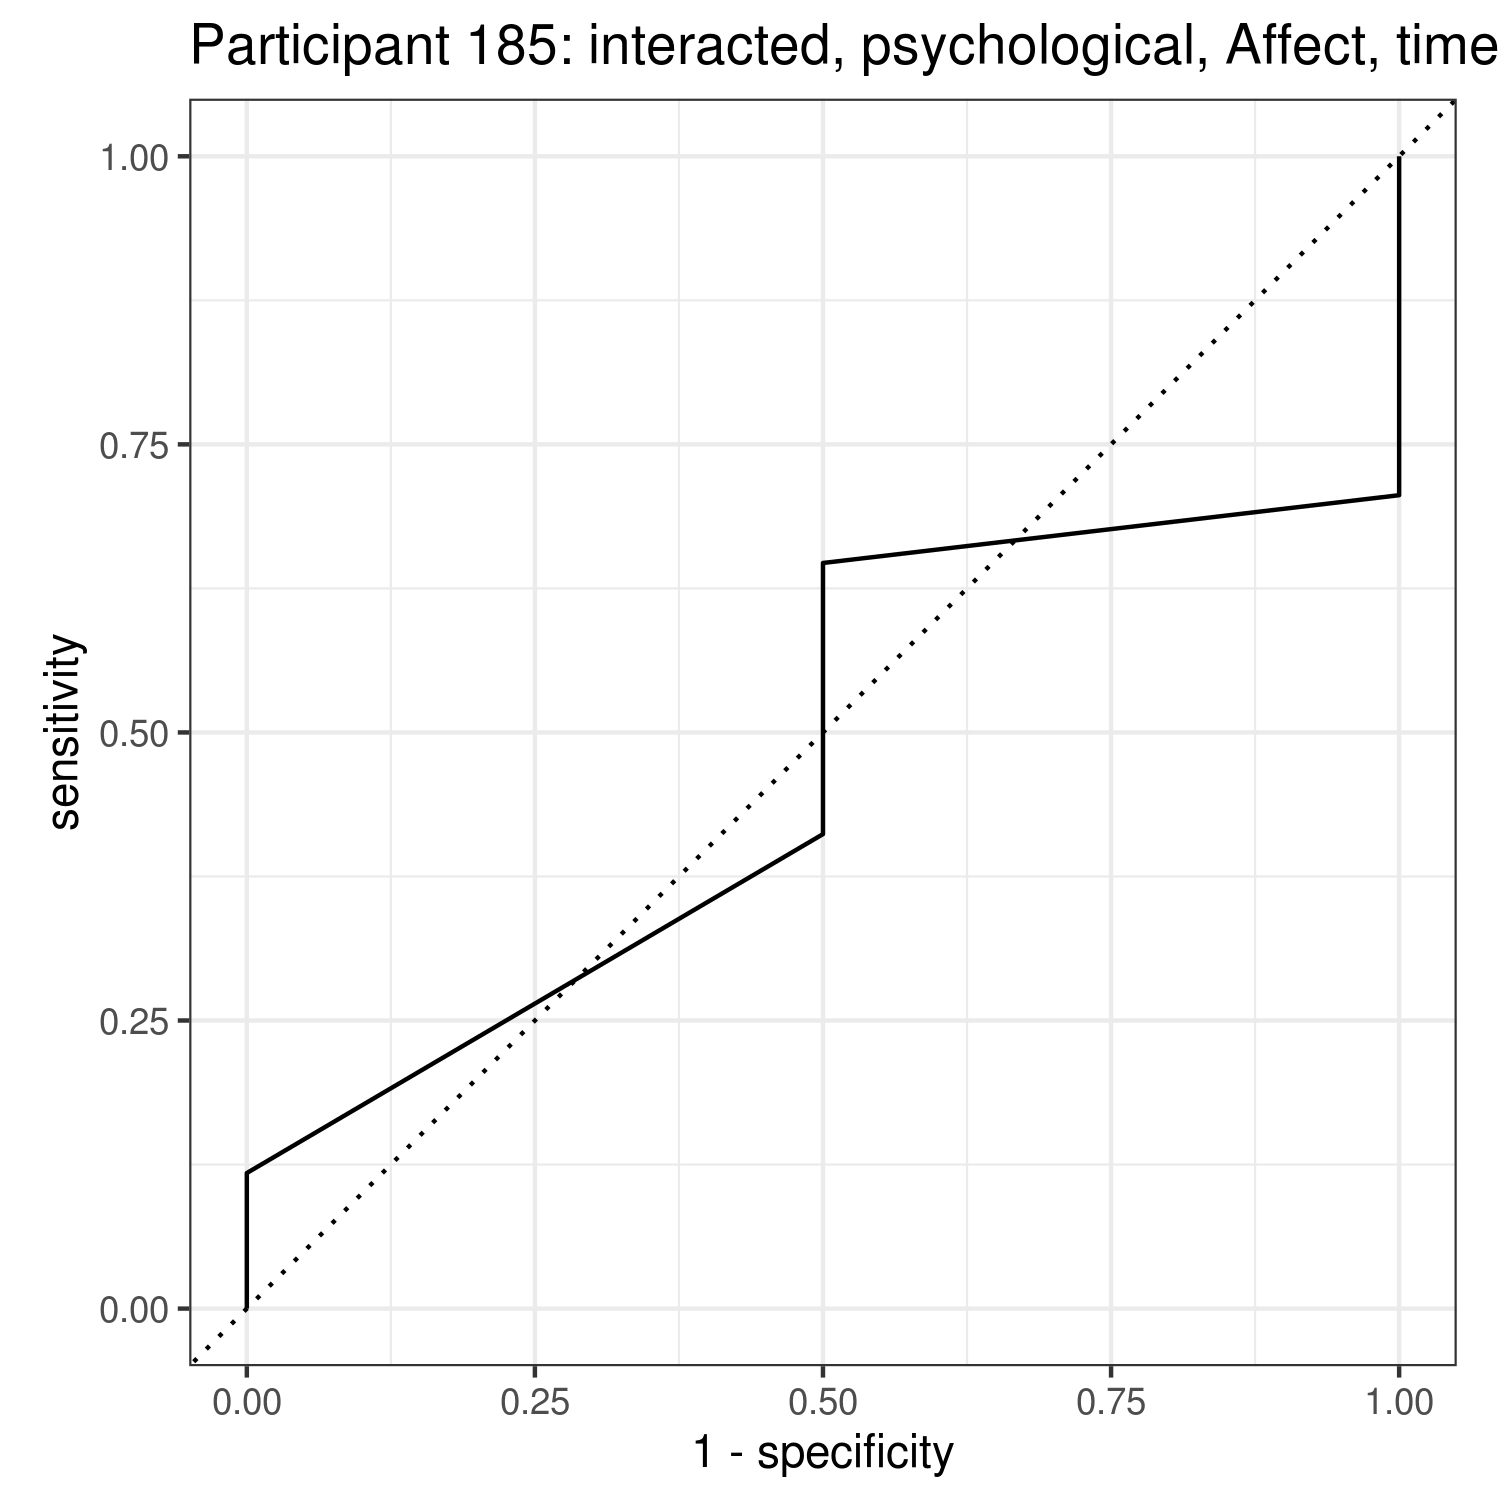 Participant 185: interacted, psychological, Affect, time
1.00
0.75
0.50
0.25
0.00
sensitivity
0.00 0.25 0.50 0.75 1.00
1 - specificity